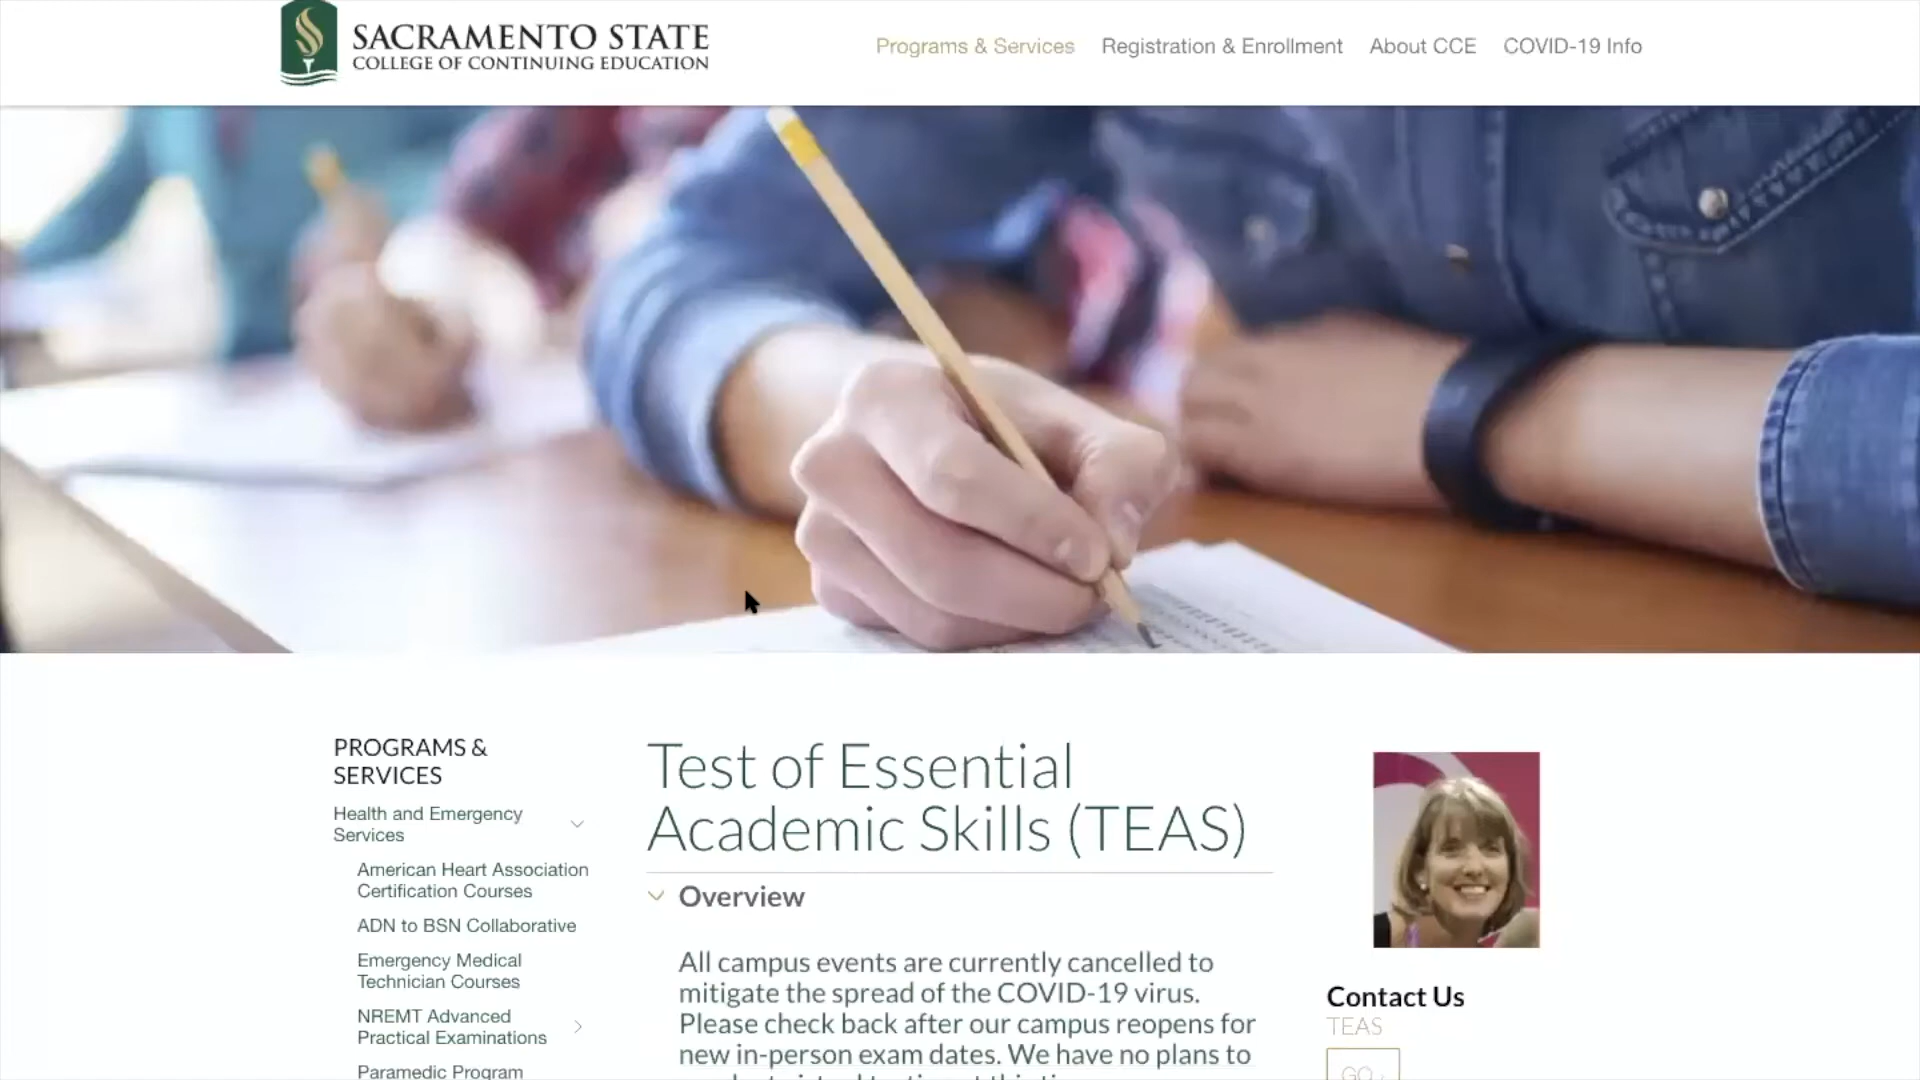 SACRAMENTO STATE
COLLEGE OF CONTINUING EDUCATION
Programs & Services
Registration & Enrollment
About CCE
COVID-19 Info
PROGRAMS &
SERVICES
Health and Emergency
Services
American Heart Association
Certification Courses
ADN to BSN Collaborative
Emergency Medical
Technician Courses
NREMT Advanced
Practical Examinations
Paramedic Program
Test of Essential
Academic Skills (TEAS)
Overview
All campus events are currently cancelled to
mitigate the spread of the COVID-19 virus.
Please check back after our campus reopens for
new in-person exam dates. We have no plans to
Contact Us
TEAS
GO